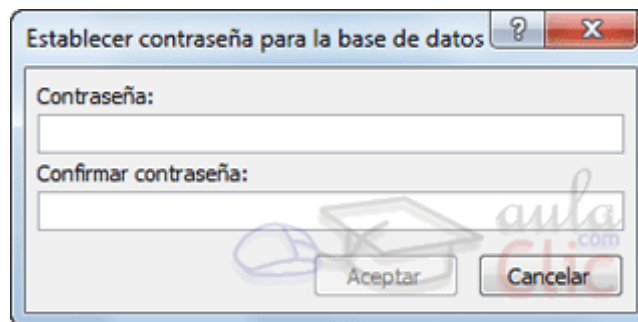 Establecer contraseña para la base de datos ?
Contraseña:
Confirmar contraseña:
aula
Clic
.com
Aceptar Cancelar